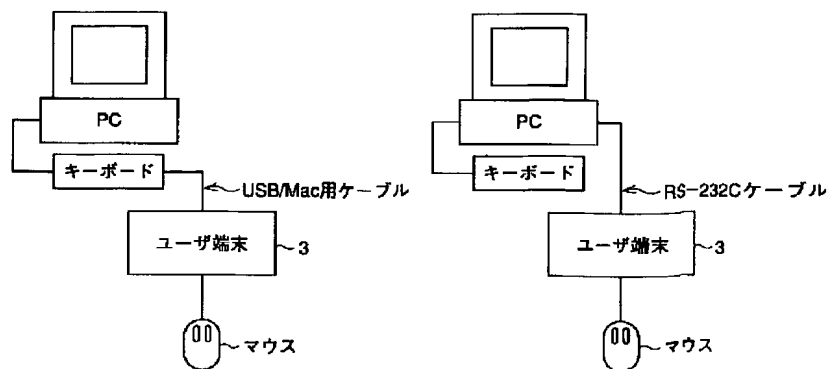 PC
キーボード
USB/Mac用ケーブル
ユーザ端末
3
マウス
PC
キーボード
RS-232Cケーブル
ユーザ端末
3
マウス